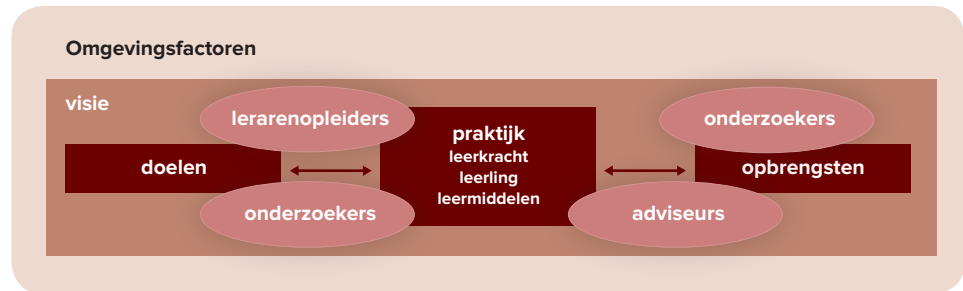 Omgevingsfactoren
visie
lerarenopleiders
onderzoekers
praktijk
leerkracht
leerling
leermiddelen
doelen
opbrengsten
onderzoekers
adviseurs